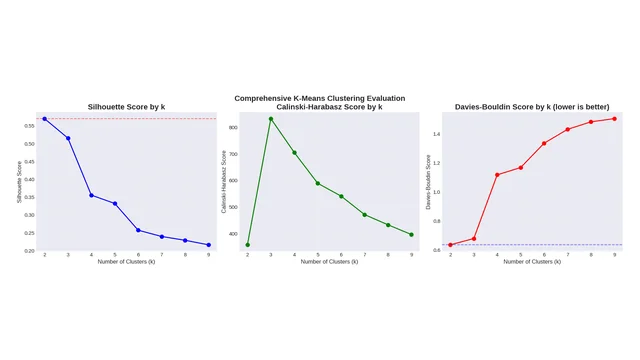 Comprehensive K-Means Clustering Evaluation
Silhouette Score by k
Silhouette Score
0.55
0.50
0.45
0.40
0.35
0.30
0.25
0.20
2 3 4 5 6 7 8 9
Number of Clusters (k)
Calinski-Harabasz Score by k
Calinski-Harabasz Score
800
700
600
500
400
2 3 4 5 6 7 8 9
Number of Clusters (k)
Davies-Bouldin Score by k (lower is better)
Davies-Bouldin Score
1.4
1.2
1.0
0.8
0.6
2 3 4 5 6 7 8 9
Number of Clusters (k)